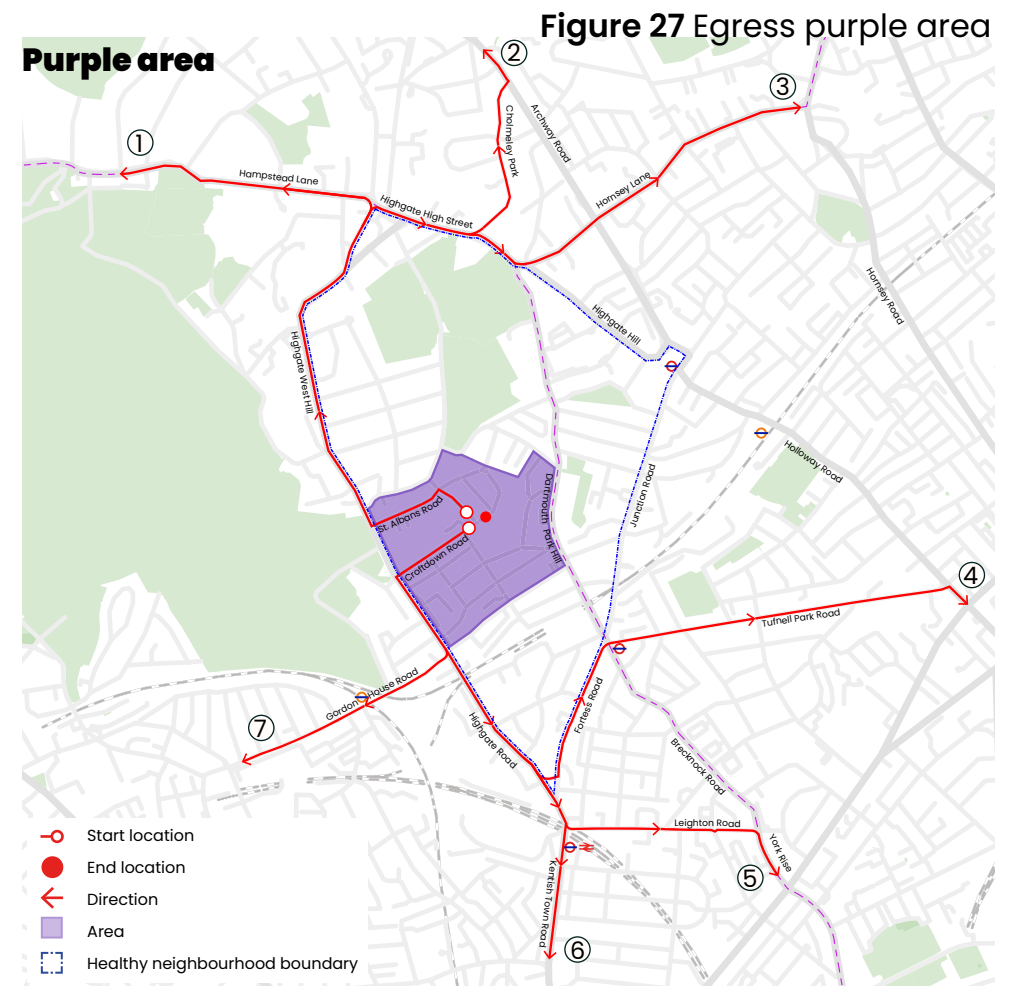 Figure 27 Egress purple area
Purple area
②
③
①
Cholmeley Park
Archway Road
Hampstead Lane
Hornsey Lane
Highgate High Street
Hornsey Road
Highgate Hill
Highgate West Hill
Holloway Road
Junction Road
Dartmouth Park Hill
St. Albans Road
Croftdown Road
④
Tufnell Park Road
Gordon House Road
Fortess Road
⑦
Highgate Road
Brecknock Road
Leighton Road
York Rise
⑤
Kentish Town Road
⑥
Start location
End location
Direction
Area
Healthy neighbourhood boundary